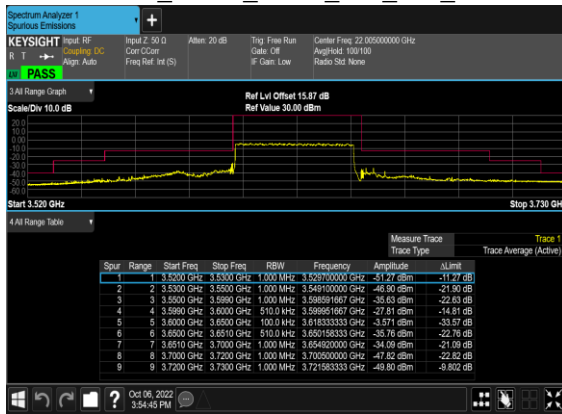 Spectrum Analyzer 1
Spurious Emissions
KEYSIGHT Input: RF Input Z: 50 Ω Atten: 20 dB Trig: Free Run Center Freq: 22.005000000 GHz
R T Coupling: DC Corr CCorr Gate: Off Avg|Hold: 100/100
Align: Auto Freq Ref: Int (S) IF Gain: Low Radio Std: None
PASS
3 All Range Graph
Ref Lvl Offset 15.87 dB
Scale/Div 10.0 dB Ref Value 30.00 dBm
20.0
10.0
0.00
-10.0
-20.0
-30.0
-40.0
-50.0
-60.0
Start 3.520 GHz Stop 3.730 GH
4 All Range Table
Measure Trace Trace 1
Trace Type Trace Average (Active)
Spur Range Start Freq Stop Freq RBW Frequency Amplitude ΔLimit
1 1 3.5200 GHz 3.5300 GHz 1.000 MHz 3.529700000 GHz -51.27 dBm -11.27 dB
2 2 3.5300 GHz 3.5500 GHz 1.000 MHz 3.549100000 GHz -46.90 dBm -21.90 dB
3 3 3.5500 GHz 3.5990 GHz 1.000 MHz 3.598591667 GHz -35.63 dBm -22.63 dB
4 4 3.5990 GHz 3.6000 GHz 510.0 kHz 3.599951667 GHz -27.81 dBm -14.81 dB
5 5 3.6000 GHz 3.6500 GHz 100.0 kHz 3.618333333 GHz -3.571 dBm -33.57 dB
6 6 3.6500 GHz 3.6510 GHz 510.0 kHz 3.650158333 GHz -35.76 dBm -22.76 dB
7 7 3.6510 GHz 3.7000 GHz 1.000 MHz 3.654920000 GHz -34.09 dBm -21.09 dB
8 8 3.7000 GHz 3.7200 GHz 1.000 MHz 3.700500000 GHz -47.82 dBm -22.82 dB
9 9 3.7200 GHz 3.7300 GHz 1.000 MHz 3.721583333 GHz -49.80 dBm -9.802 dB
Oct 06, 2022
3:54:45 PM